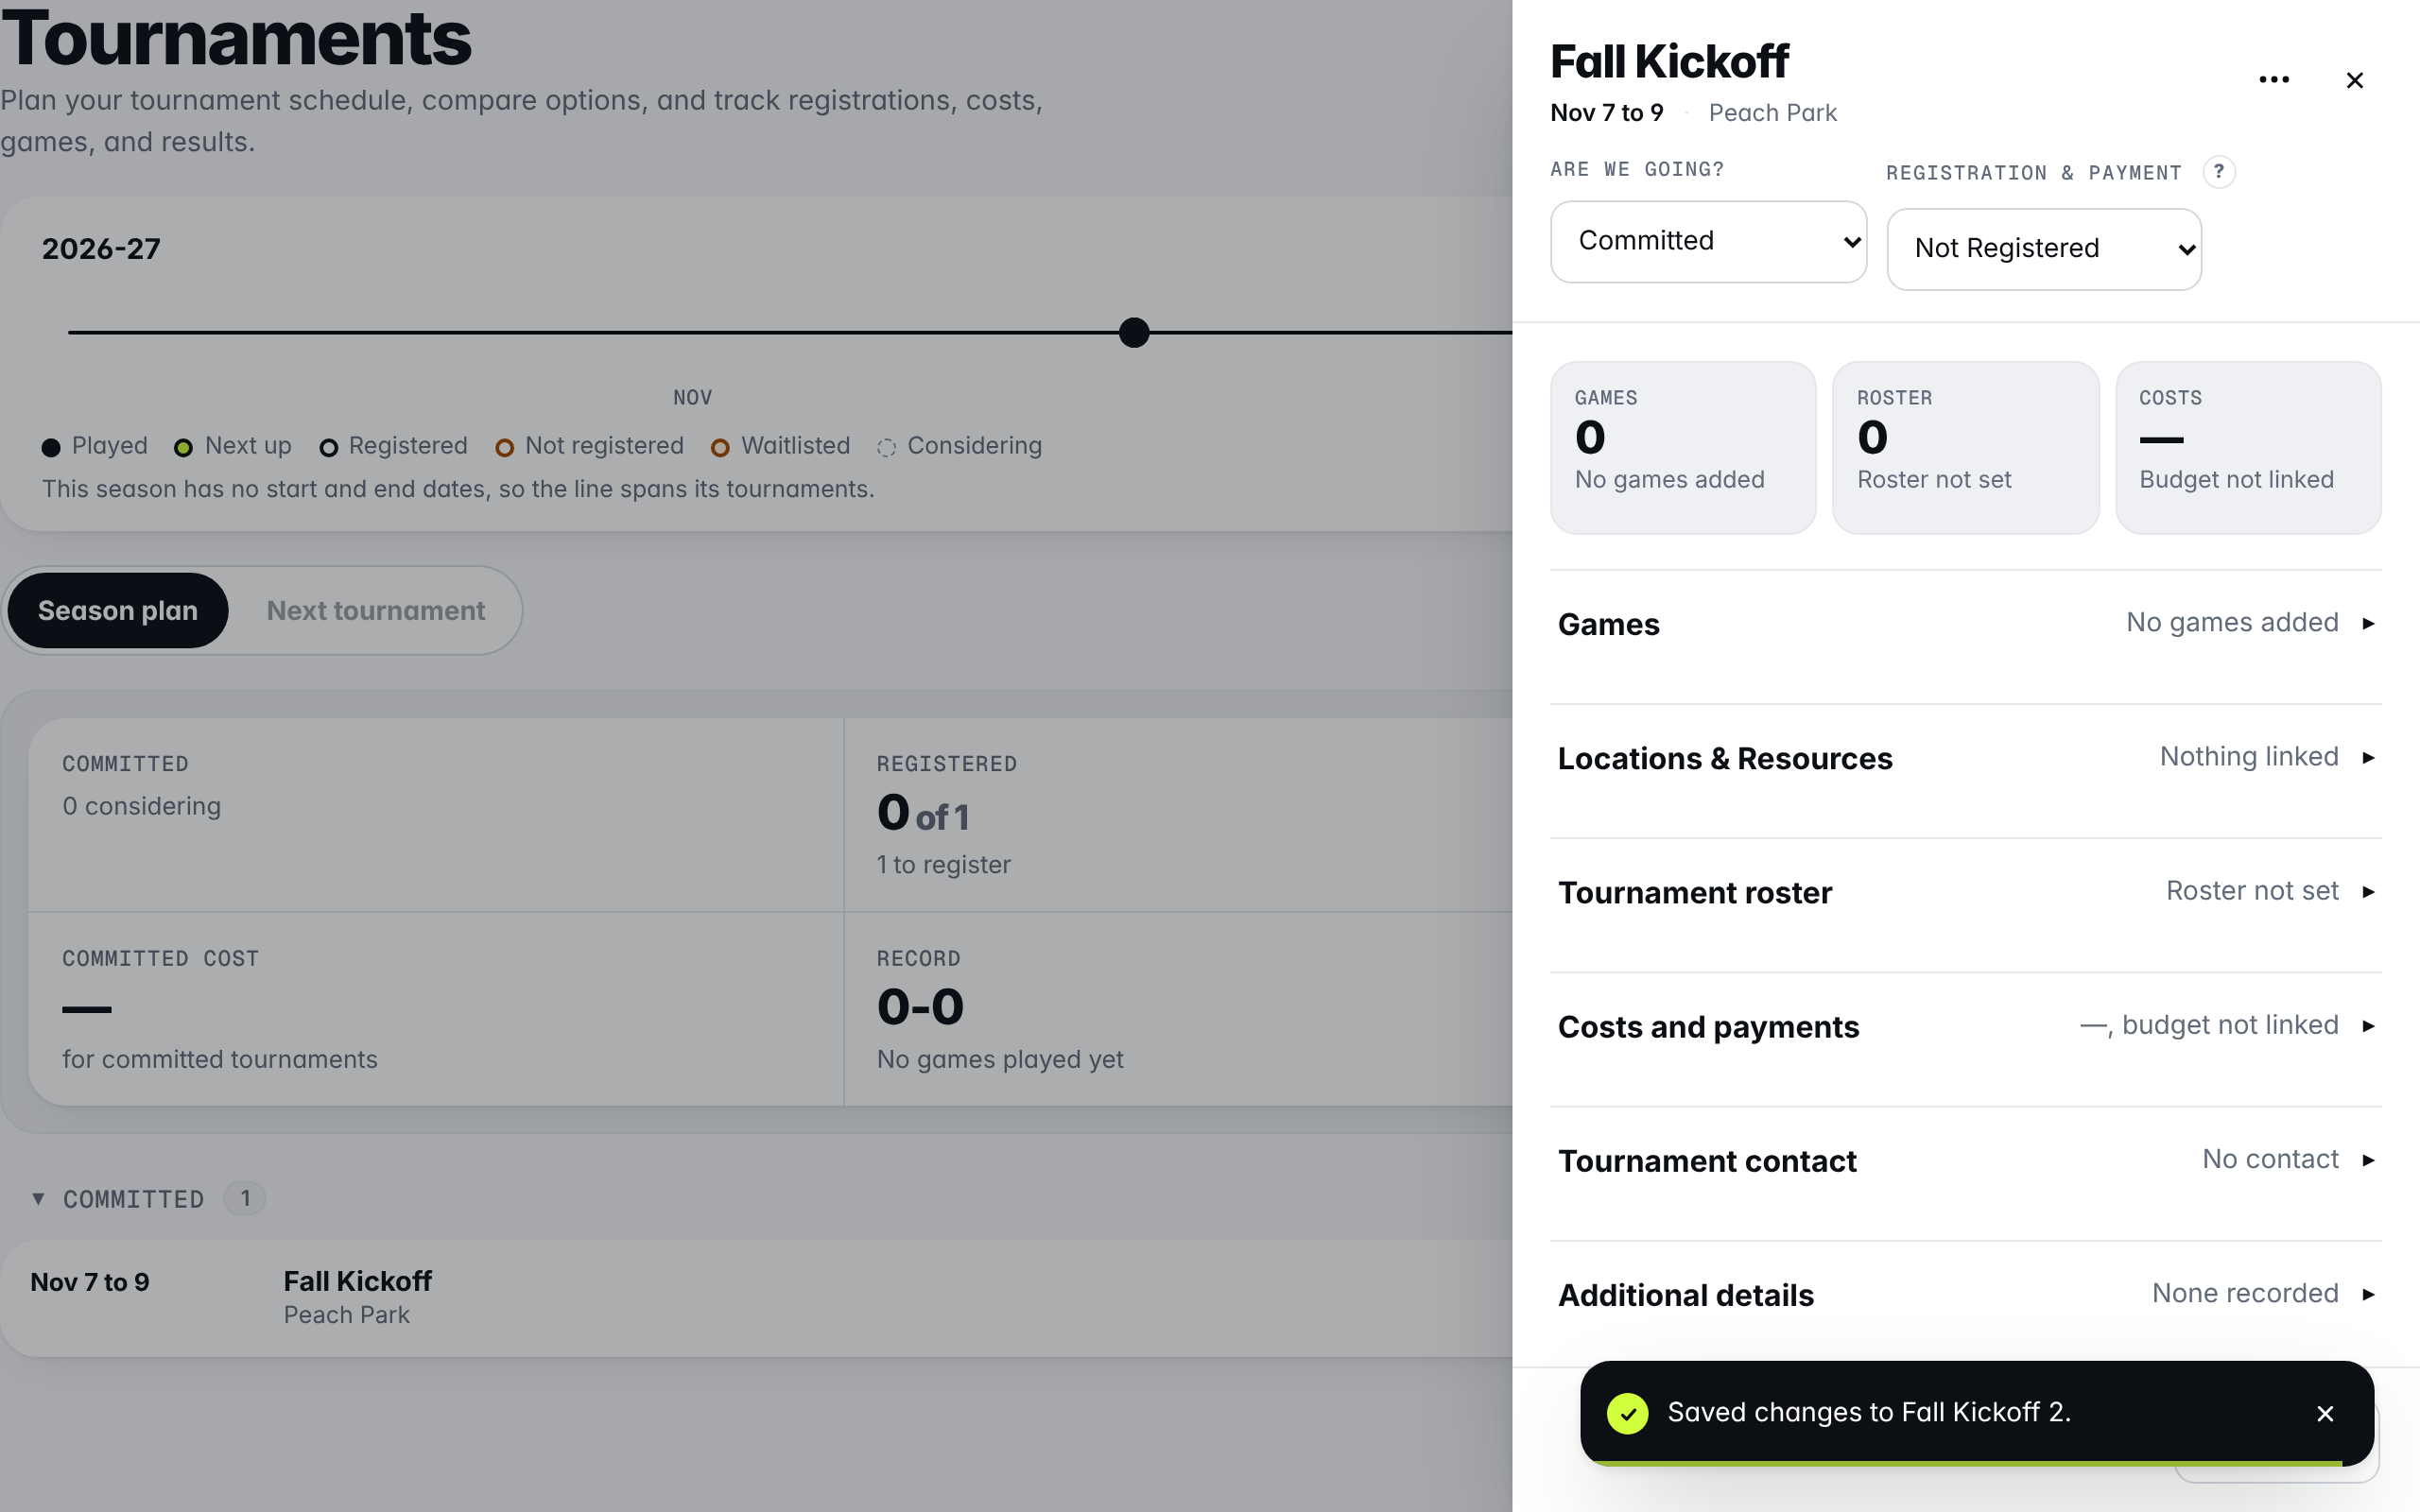 Tournaments
Plan your tournament schedule, compare options, and track registrations, costs,
games, and results.
2026-27
NOV
Played
Next up
Registered
Not registered
Waitlisted
Considering
This season has no start and end dates, so the line spans its tournaments.
Season plan
Next tournament
COMMITTED
0 considering
REGISTERED
0 of 1
1 to register
COMMITTED COST
—
for committed tournaments
RECORD
0-0
No games played yet
COMMITTED 1
Nov 7 to 9
Fall Kickoff
Peach Park
Fall Kickoff
Nov 7 to 9 · Peach Park
ARE WE GOING?
Committed
REGISTRATION & PAYMENT ?
Not Registered
GAMES
0
No games added
ROSTER
0
Roster not set
COSTS
—
Budget not linked
Games
No games added
Locations & Resources
Nothing linked
Tournament roster
Roster not set
Costs and payments
—, budget not linked
Tournament contact
No contact
Additional details
None recorded
Saved changes to Fall Kickoff 2.